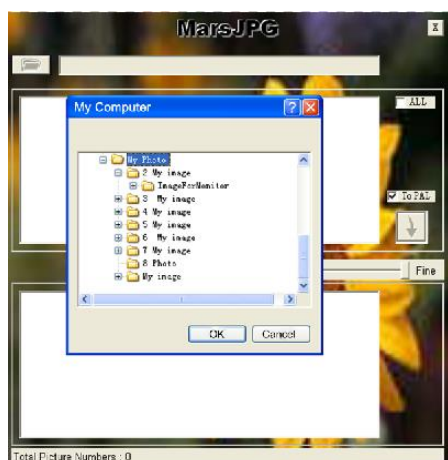 MarsJPG
X
ALL
My Computer
My Photo
2 My image
ImageForMonitor
3 My image
4 My image
5 My image
6 My image
7 My image
8 Photo
My image
To PAL
Fine
OK
Cancel
Total Picture Numbers : 0